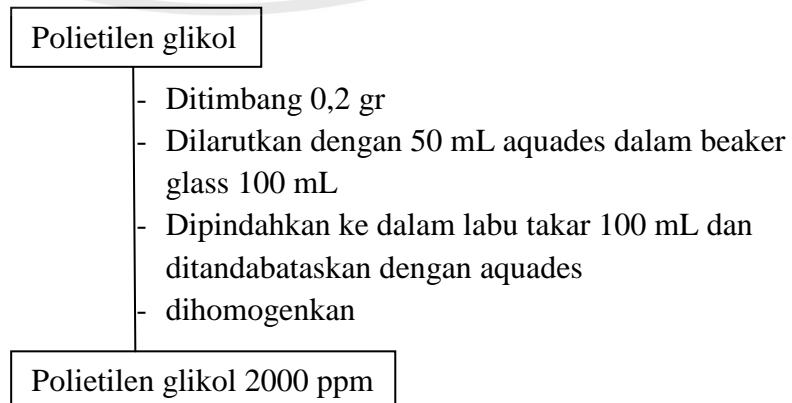 Polietilen glikol
- Ditimbang 0,2 gr
- Dilarutkan dengan 50 mL aquades dalam beaker
glass 100 mL
- Dipindahkan ke dalam labu takar 100 mL dan
ditandabataskan dengan aquades
- dihomogenkan
Polietilen glikol 2000 ppm